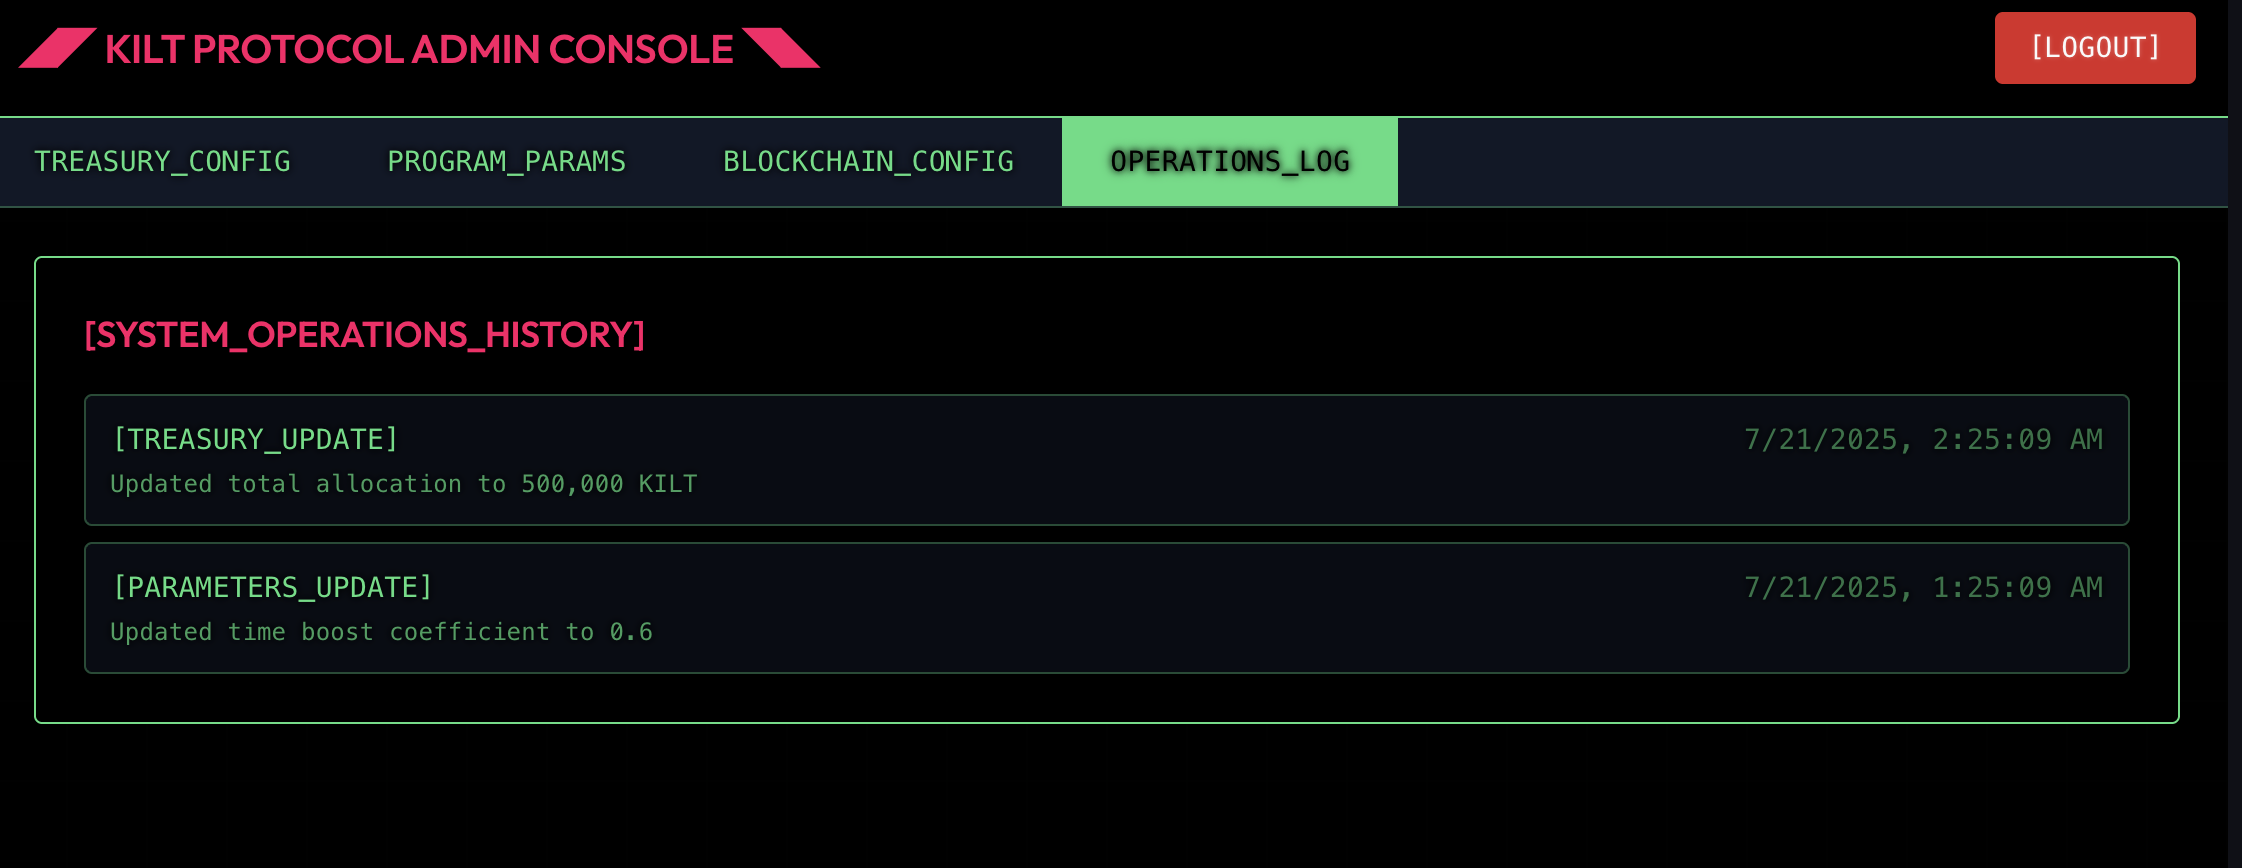 KILT PROTOCOL ADMIN CONSOLE
[LOGOUT]
TREASURY_CONFIG
PROGRAM_PARAMS
BLOCKCHAIN_CONFIG
OPERATIONS_LOG
[SYSTEM_OPERATIONS_HISTORY]
[TREASURY_UPDATE]
7/21/2025, 2:25:09 AM
Updated total allocation to 500,000 KILT
[PARAMETERS_UPDATE]
7/21/2025, 1:25:09 AM
Updated time boost coefficient to 0.6